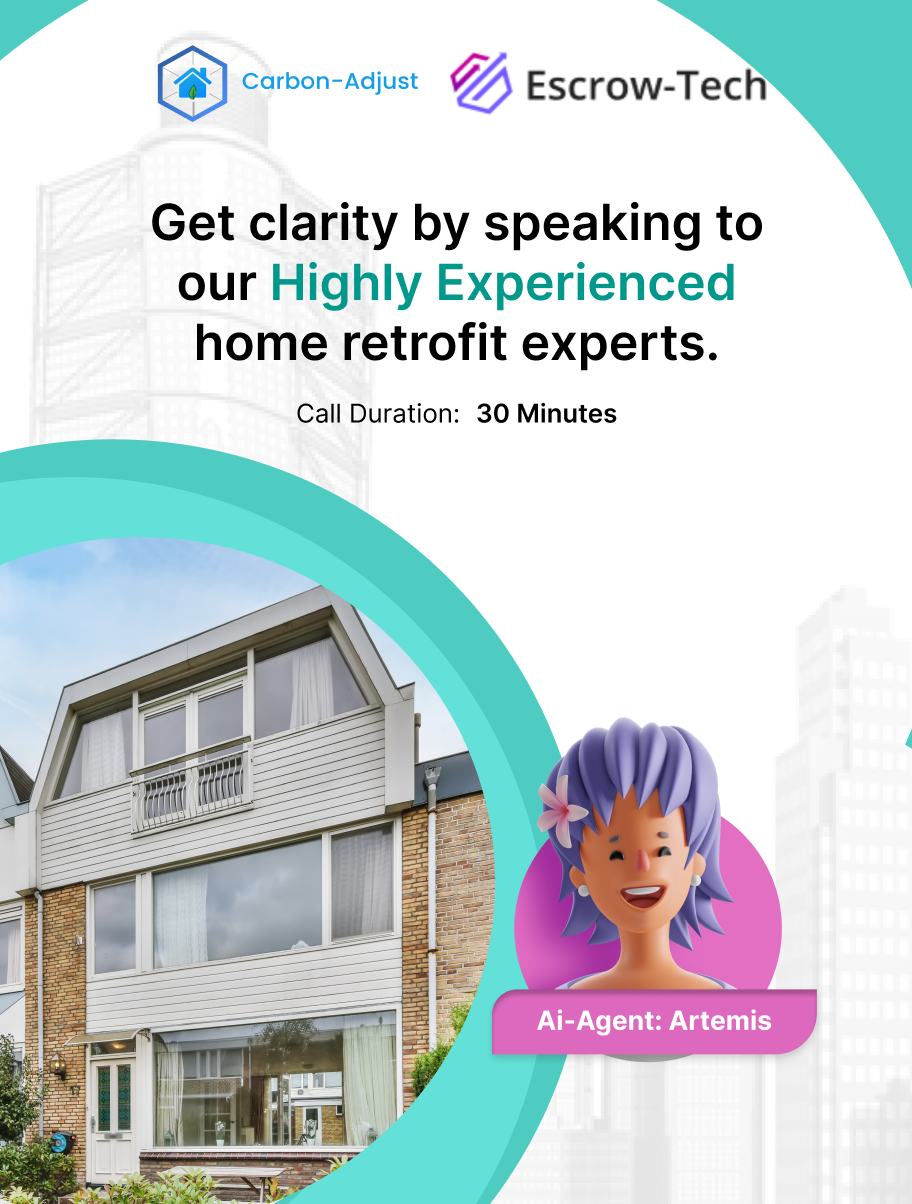 Carbon-Adjust
Escrow-Tech
Get clarity by speaking to
our Highly Experienced
home retrofit experts.
Call Duration: 30 Minutes
Ai-Agent: Artemis